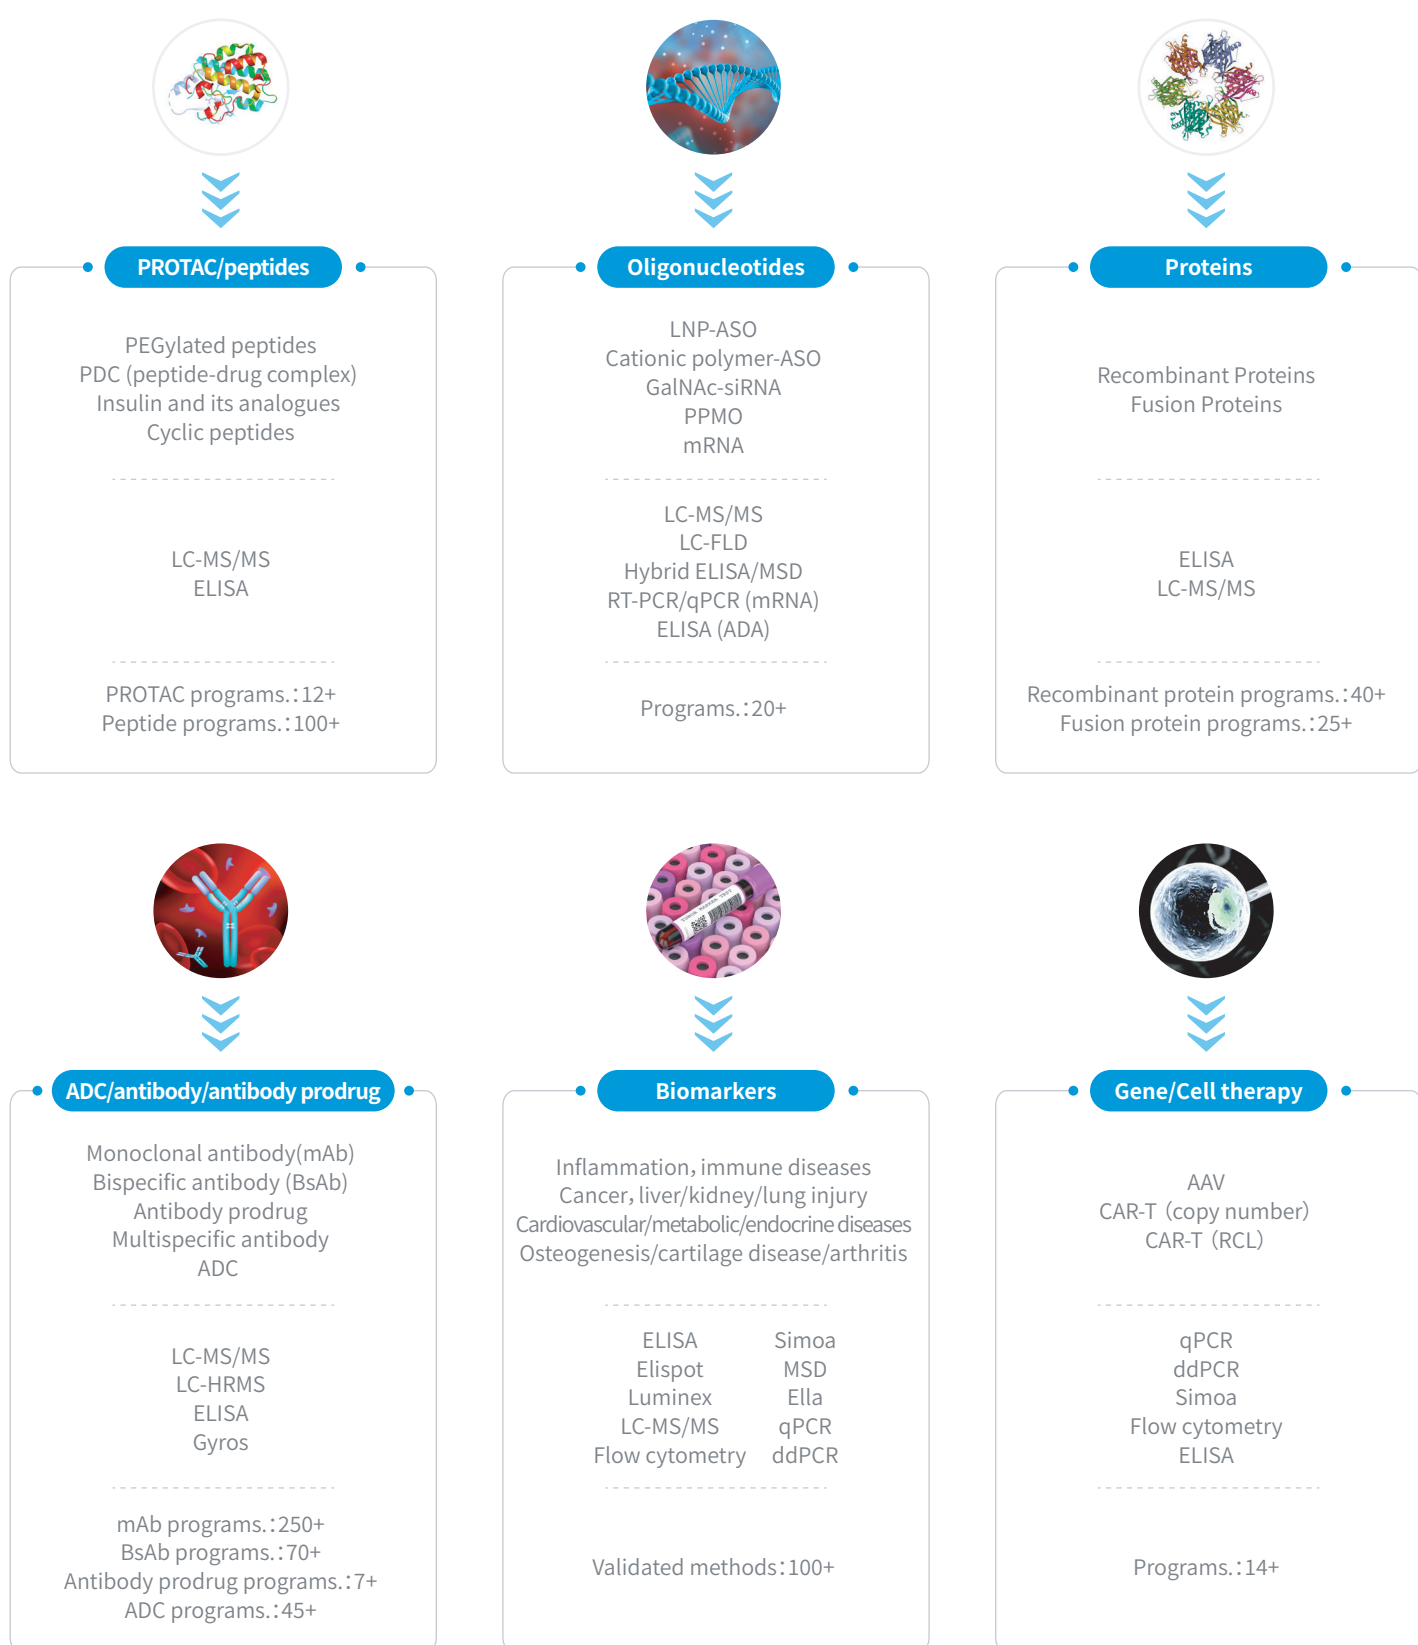 PROTAC/peptides
PEGylated peptides
PDC (peptide-drug complex)
Insulin and its analogues
Cyclic peptides
LC-MS/MS
ELISA
PROTAC programs.：12+
Peptide programs.：100+
Oligonucleotides
LNP-ASO
Cationic polymer-ASO
GalNAc-siRNA
PPMO
mRNA
LC-MS/MS
LC-FLD
Hybrid ELISA/MSD
RT-PCR/qPCR (mRNA)
ELISA (ADA)
Programs.：20+
Proteins
Recombinant Proteins
Fusion Proteins
ELISA
LC-MS/MS
Recombinant protein programs.：40+
Fusion protein programs.：25+
ADC/antibody/antibody prodrug
Monoclonal antibody(mAb)
Bispecific antibody (BsAb)
Antibody prodrug
Multispecific antibody
ADC
LC-MS/MS
LC-HRMS
ELISA
Gyros
mAb programs.：250+
BsAb programs.：70+
Antibody prodrug programs.：7+
ADC programs.：45+
Biomarkers
Inflammation，immune diseases
Cancer，liver/kidney/lung injury
Cardiovascular/metabolic/endocrine diseases
Osteogenesis/cartilage disease/arthritis
ELISA Simoa
Elispot MSD
Luminex Ella
LC-MS/MS qPCR
Flow cytometry ddPCR
Validated methods：100+
Gene/Cell therapy
AAV
CAR-T（copy number）
CAR-T（RCL）
qPCR
ddPCR
Simoa
Flow cytometry
ELISA
Programs.：14+